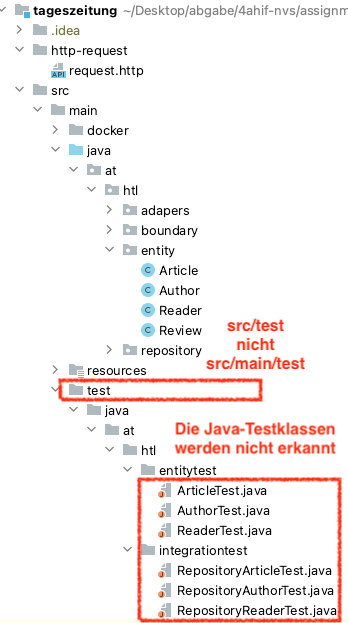 tageszeitung ~/Desktop/abgabe/4ahif-nvs/assignm
.idea
http-request
API request.http
src
main
docker
java
at
htl
adapers
boundary
entity
C Article
C Author
C Reader
C Review
repository
src/test
nicht
src/main/test
resources
test
java
at
htl
Die Java-Testklassen
werden nicht erkannt
entitytest
ArticleTest.java
AuthorTest.java
ReaderTest.java
integrationtest
RepositoryArticleTest.java
RepositoryAuthorTest.java
RepositoryReaderTest.java